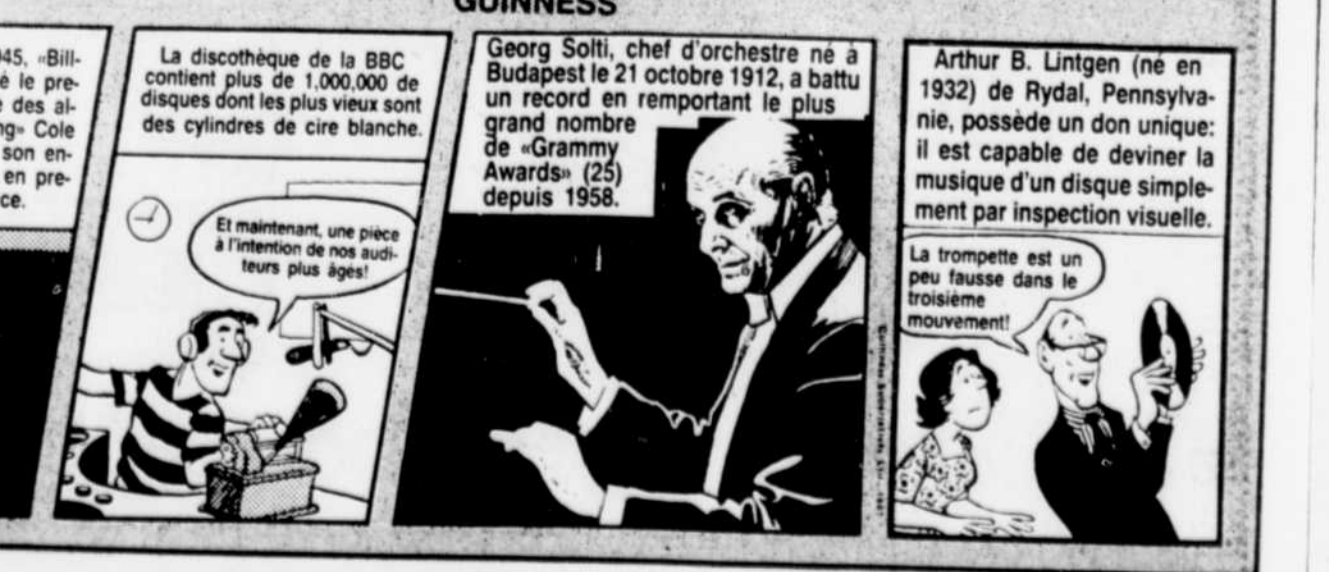 GUINNESS
945, «Bill-
é le pre-
e des al-
ng» Cole
son en-
en pre-
ce.
La discothèque de la BBC
contient plus de 1,000,000 de
disques dont les plus vieux sont
des cylindres de cire blanche.
Et maintenant, une pièce
à l'intention de nos audi-
teurs plus âgés!
Georg Solti, chef d'orchestre né à
Budapest le 21 octobre 1912, a battu
un record en remportant le plus
grand nombre
de «Grammy
Awards» (25)
depuis 1958.
Arthur B. Lintgen (né en
1932) de Rydal, Pennsylva-
nie, possède un don unique:
il est capable de deviner la
musique d'un disque simple-
ment par inspection visuelle.
La trompette est un
peu fausse dans le
troisième
mouvement!